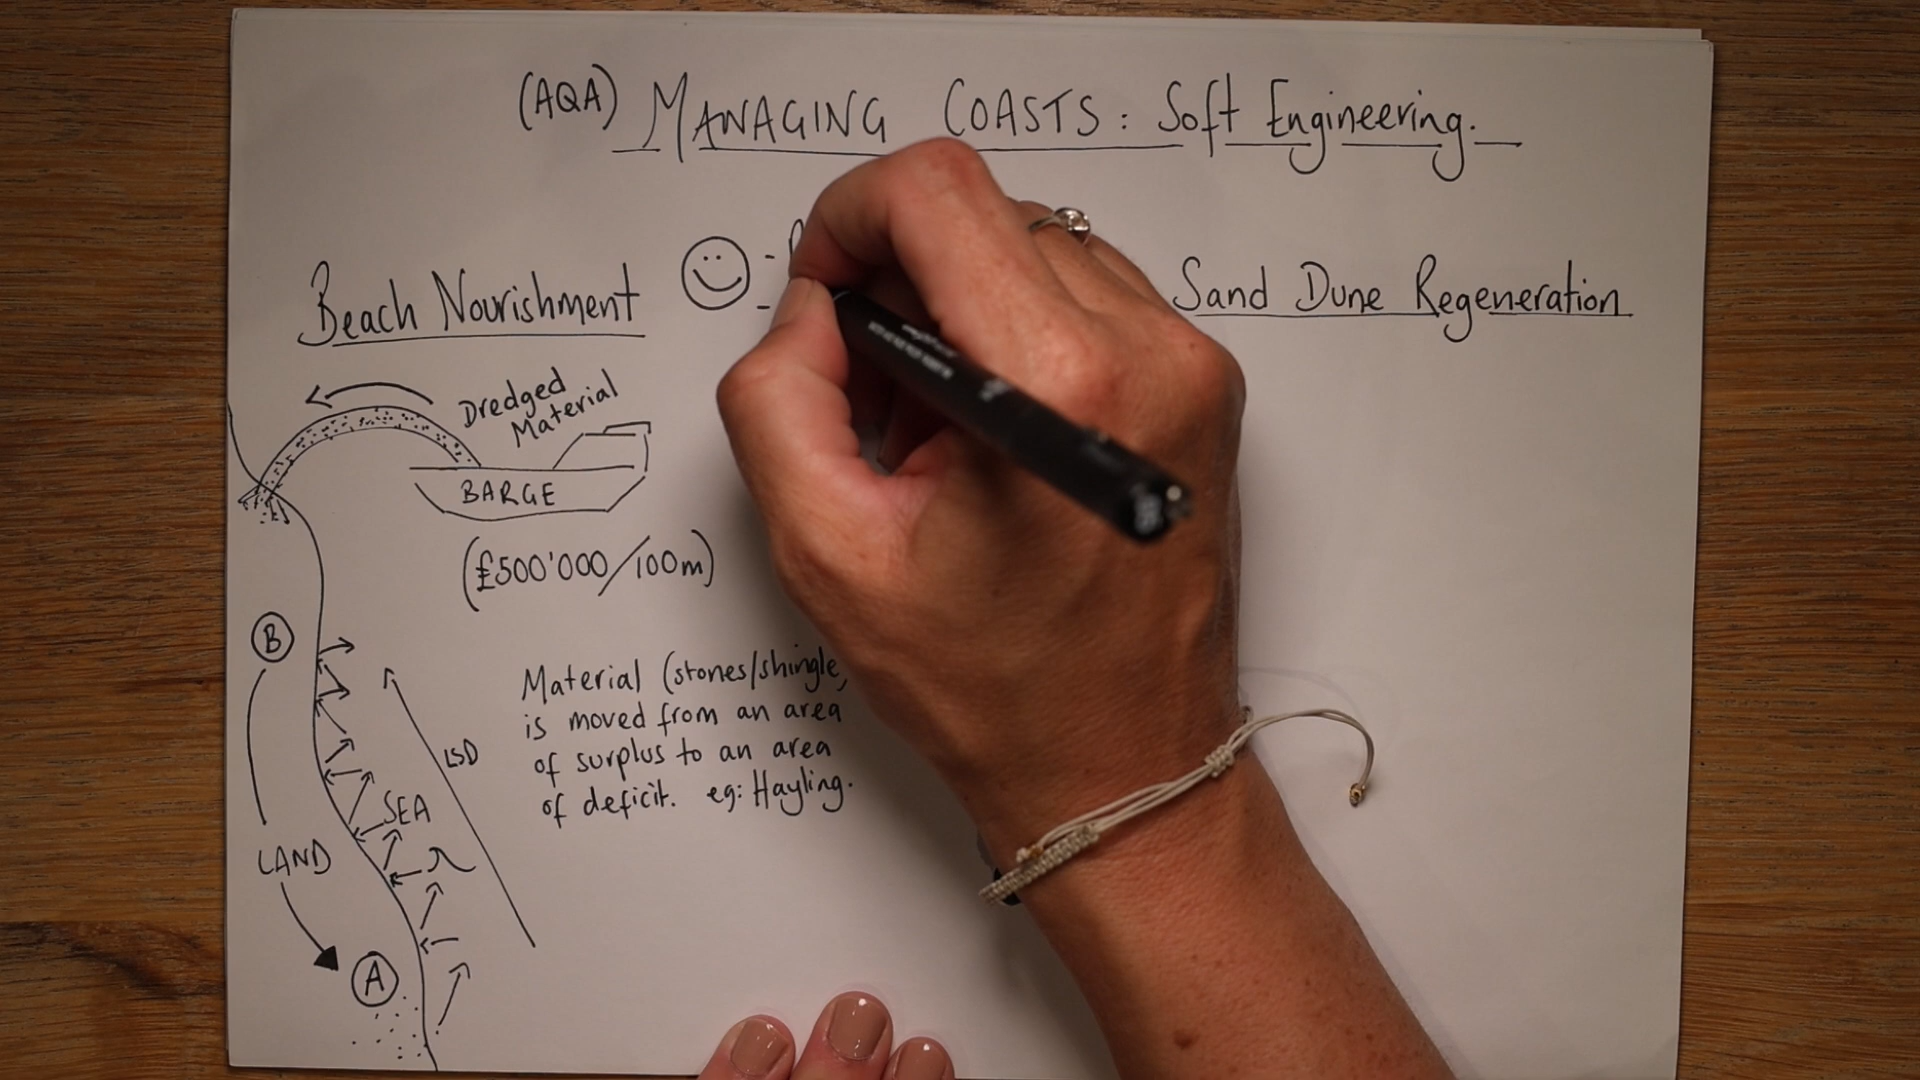 (AQA) MANAGING COASTS: Soft Engineering.
Beach Nourishment
Sand Dune Regeneration
Dredged
Material
BARGE
(£500'000/100m)
B
LSD
SEA
LAND
A
Material (stones/shingle,
is moved from an area
of surplus to an area
of deficit. eg: Hayling.